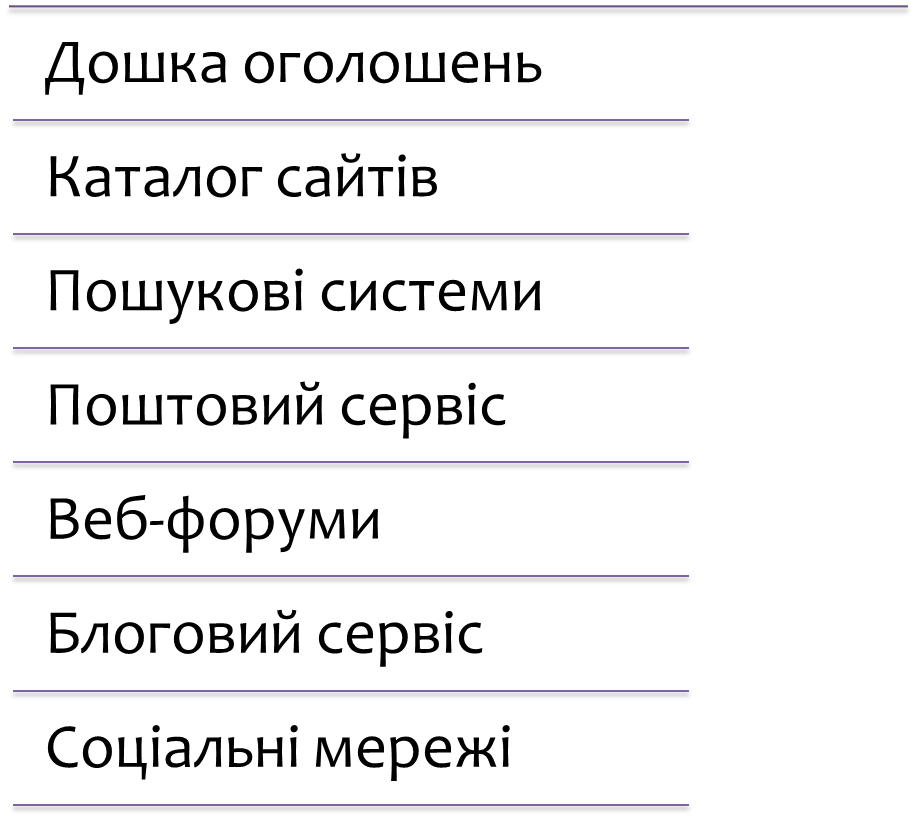 Дошка оголошень
Каталог сайтів
Пошукові системи
Поштовий сервіс
Веб-форуми
Блоговий сервіс
Соціальні мережі